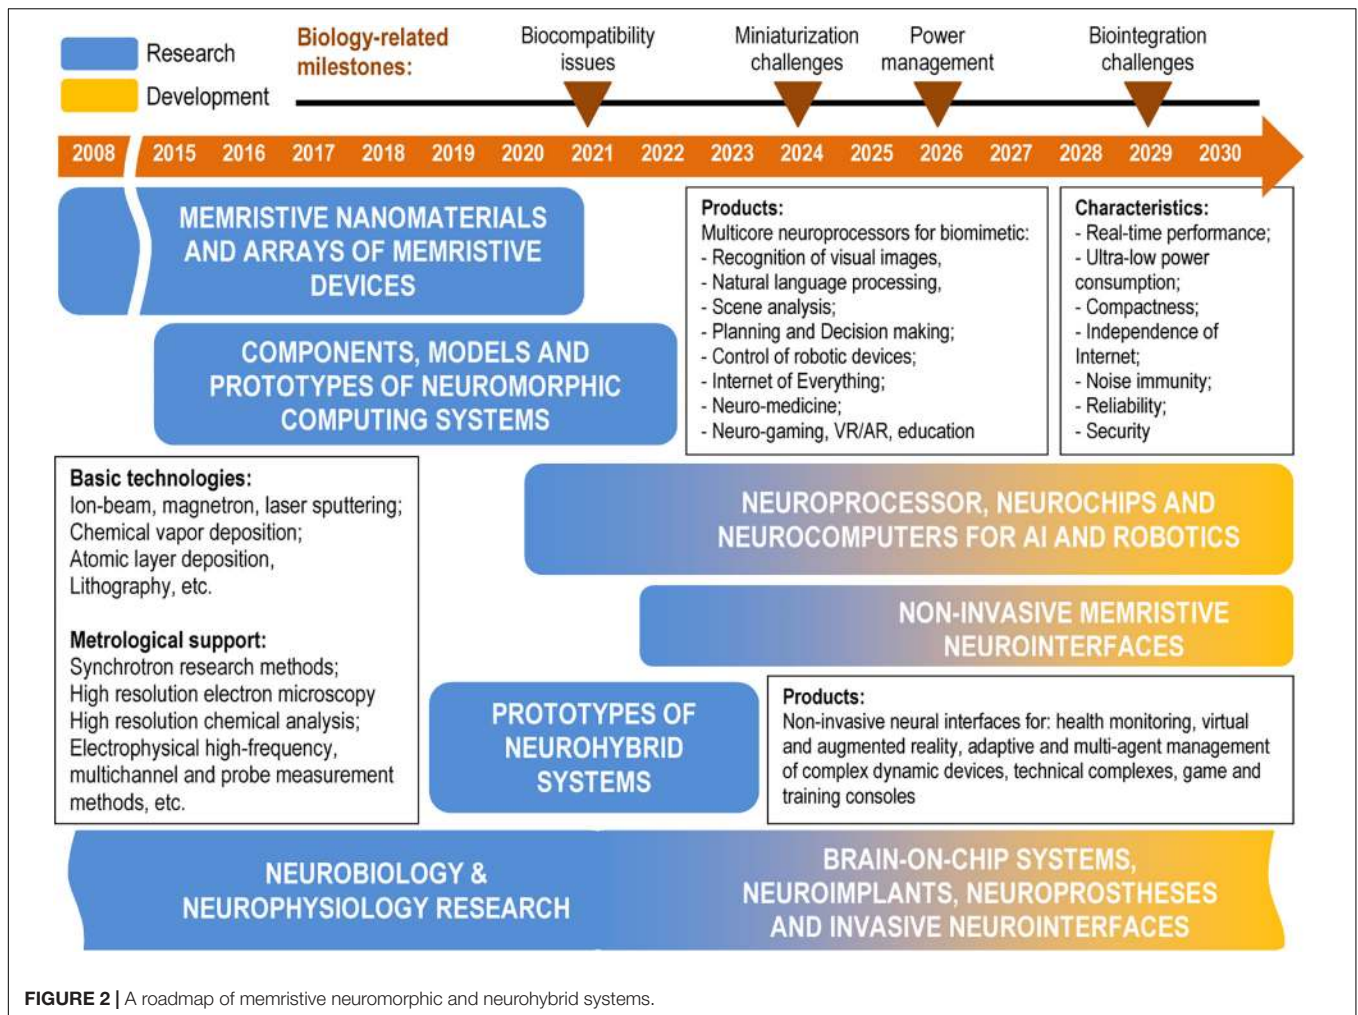 Research
Development
Biology-related
milestones:
Biocompatibility
issues
Miniaturization
challenges
Power
management
Biointegration
challenges
2008 2015 2016 2017 2018 2019 2020 2021 2022 2023 2024 2025 2026 2027 2028 2029 2030
MEMRISTIVE NANOMATERIALS
AND ARRAYS OF MEMRISTIVE
DEVICES
COMPONENTS, MODELS AND
PROTOTYPES OF NEUROMORPHIC
COMPUTING SYSTEMS
Products:
Multicore neuroprocessors for biomimetic:
- Recognition of visual images,
- Natural language processing,
- Scene analysis;
- Planning and Decision making;
- Control of robotic devices;
- Internet of Everything;
- Neuro-medicine;
- Neuro-gaming, VR/AR, education
Characteristics:
- Real-time performance;
- Ultra-low power
consumption;
- Compactness;
- Independence of
Internet;
- Noise immunity;
- Reliability;
- Security
Basic technologies:
Ion-beam, magnetron, laser sputtering;
Chemical vapor deposition;
Atomic layer deposition,
Lithography, etc.
Metrological support:
Synchrotron research methods;
High resolution electron microscopy
High resolution chemical analysis;
Electrophysical high-frequency,
multichannel and probe measurement
methods, etc.
NEUROPROCESSOR, NEUROCHIPS AND
NEUROCOMPUTERS FOR AI AND ROBOTICS
NON-INVASIVE MEMRISTIVE
NEUROINTERFACES
PROTOTYPES OF
NEUROHYBRID
SYSTEMS
Products:
Non-invasive neural interfaces for: health monitoring, virtual
and augmented reality, adaptive and multi-agent management
of complex dynamic devices, technical complexes, game and
training consoles
NEUROBIOLOGY &
NEUROPHYSIOLOGY RESEARCH
BRAIN-ON-CHIP SYSTEMS,
NEUROIMPLANTS, NEUROPROSTHESES
AND INVASIVE NEUROINTERFACES
FIGURE 2 | A roadmap of memristive neuromorphic and neurohybrid systems.